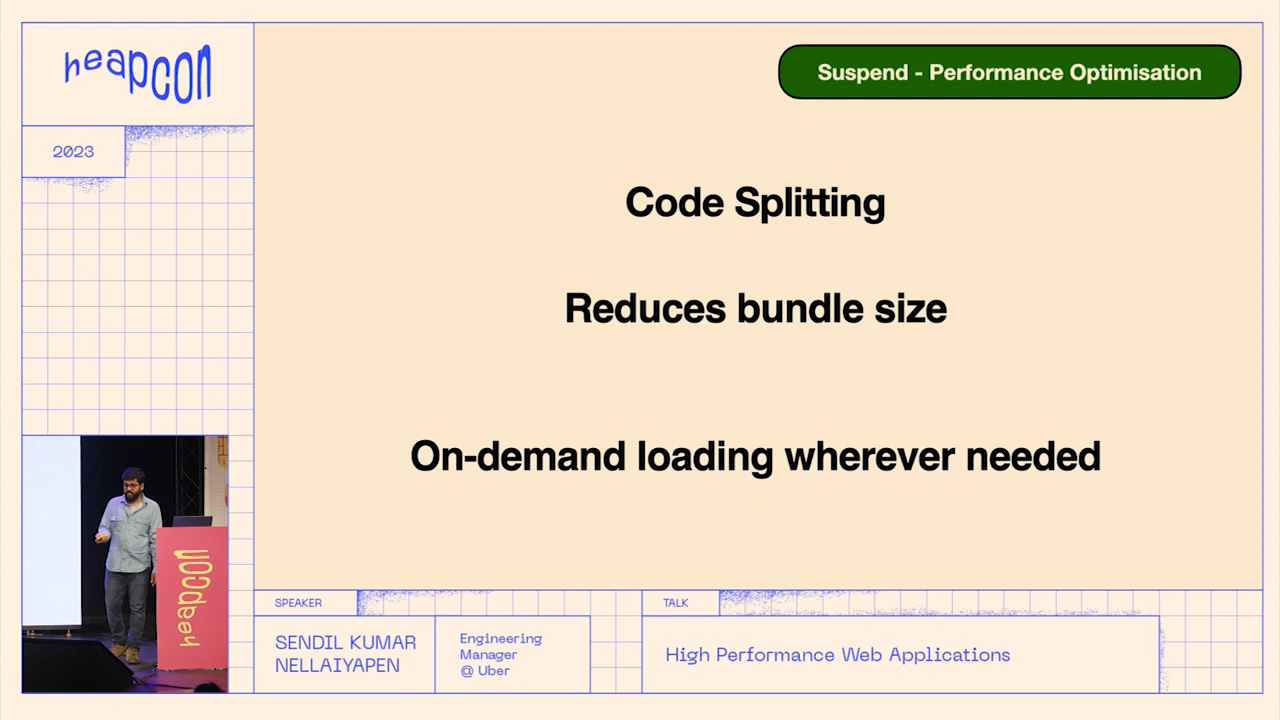 heapcon
2023
Suspend - Performance Optimisation
Code Splitting
Reduces bundle size
On-demand loading wherever needed
heapcon
SPEAKER
SENDIL KUMAR
NELLAIYAPEN
Engineering
Manager
@ Uber
TALK
High Performance Web Applications